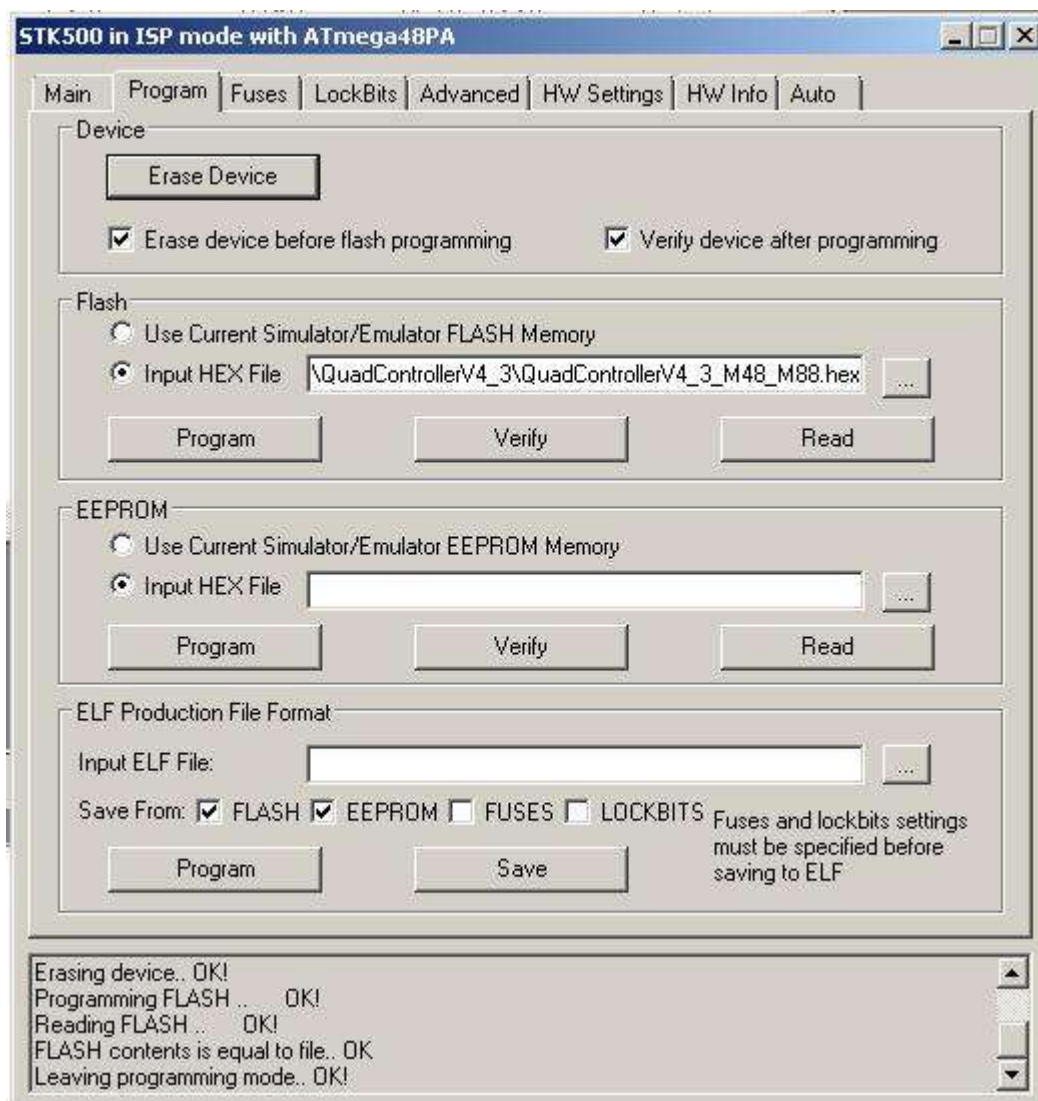 STK500 in ISP mode with ATmega48PA
Main Program Fuses LockBits Advanced HW Settings HW Info Auto
Device
Erase Device
Erase device before flash programming Verify device after programming
Flash
Use Current Simulator/Emulator FLASH Memory
Input HEX File \QuadControllerV4_3\QuadControllerV4_3_M48_M88.hex ...
Program Verify Read
EEPROM
Use Current Simulator/Emulator EEPROM Memory
Input HEX File ...
Program Verify Read
ELF Production File Format
Input ELF File: ...
Save From: FLASH EEPROM FUSES LOCKBITS
Fuses and lockbits settings
must be specified before
saving to ELF
Program Save
Erasing device.. OK!
Programming FLASH .. OK!
Reading FLASH .. OK!
FLASH contents is equal to file.. OK
Leaving programming mode.. OK!